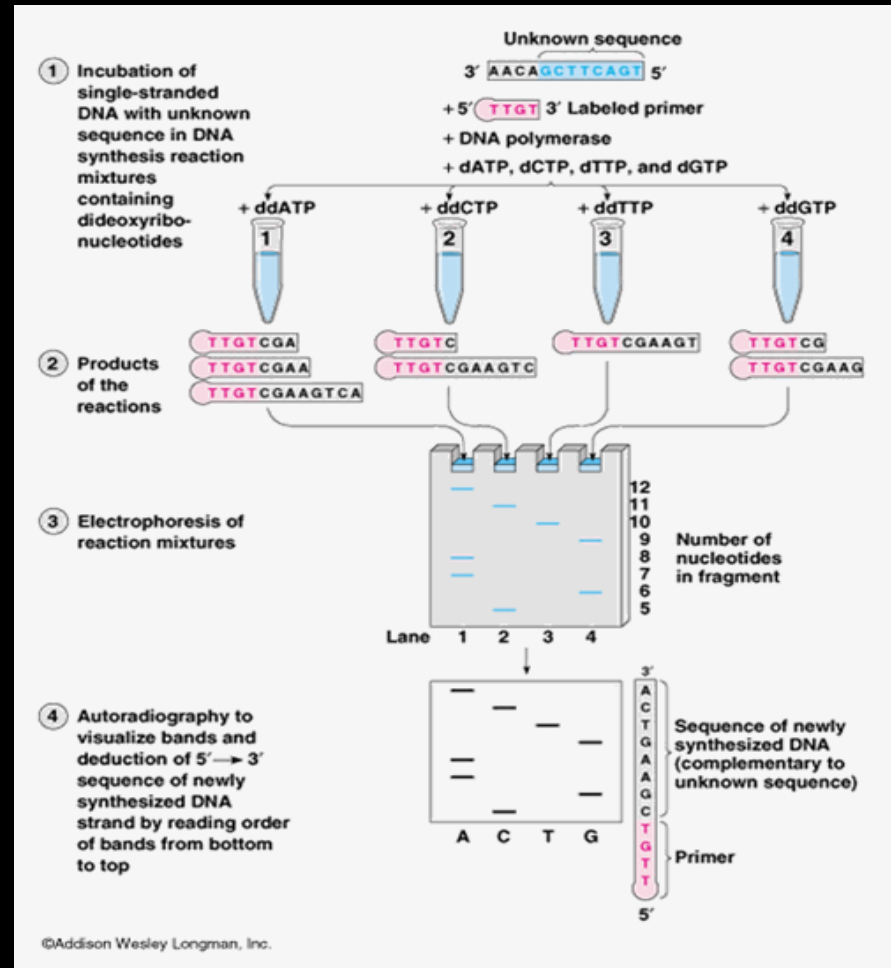 Unknown sequence
3′ AACAGCTTCAGT 5′
1 Incubation of
single-stranded
DNA with unknown
sequence in DNA
synthesis reaction
mixtures
containing
dideoxyribo-
nucleotides
+ 5′ TTGT 3′ Labeled primer
+ DNA polymerase
+ dATP, dCTP, dTTP, and dGTP
+ ddATP + ddCTP + ddTTP + ddGTP
1 2 3 4
2 Products
of the
reactions
TTGTCGA
TTGTCGAA
TTGTCGAAGTCA
TTGTC
TTGTCGAAGTC
TTGTCGAAGT
TTGTCG
TTGTCGAAG
3 Electrophoresis of
reaction mixtures
12
11
10
9
8
7
6
5
Number of
nucleotides
in fragment
Lane 1 2 3 4
4 Autoradiography to
visualize bands and
deduction of 5′→3′
sequence of newly
synthesized DNA
strand by reading order
of bands from bottom
to top
A C T G
3′
A
C
T
G
A
A
G
C
T
G
T
T
5′
Sequence of newly
synthesized DNA
(complementary to
unknown sequence)
Primer
©Addison Wesley Longman, Inc.